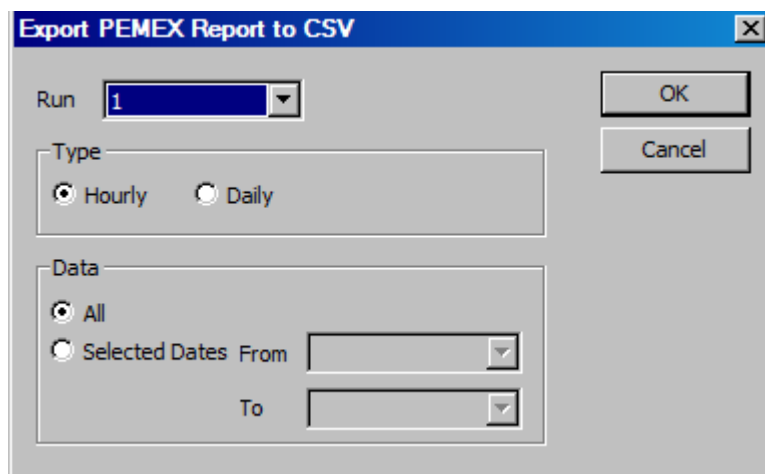 Export PEMEX Report to CSV
Run 1
OK
Cancel
Type
Hourly Daily
Data
All
Selected Dates From
To